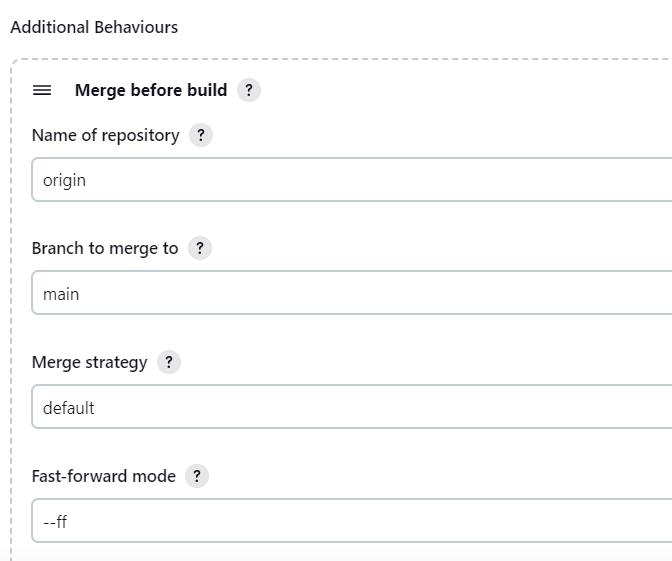 Additional Behaviours
Merge before build ?
Name of repository ?
origin
Branch to merge to ?
main
Merge strategy ?
default
Fast-forward mode ?
--ff